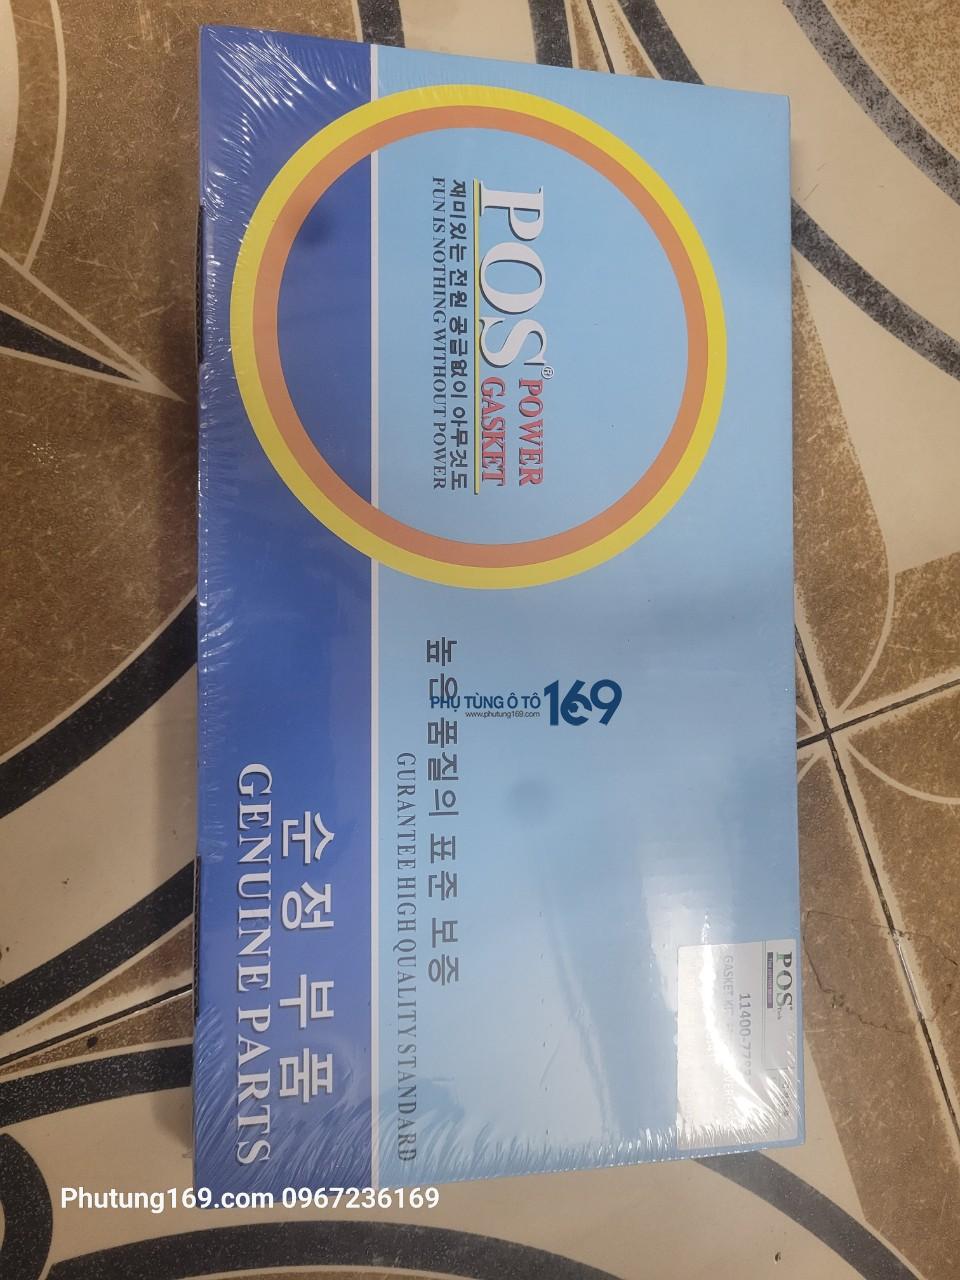 POS® POWER
GASKET
재미있는 전원 공급없이 아무것도
FUN IS NOTHING WITHOUT POWER
높은 품질의 표준 보증
GURANTEE HIGH QUALITY STANDARD
순정 부품
GENUINE PARTS
POS
11400-77
GASKET
PHỤ TÙNG Ô TÔ 169
www.phutung169.com
Phutung169.com 0967236169